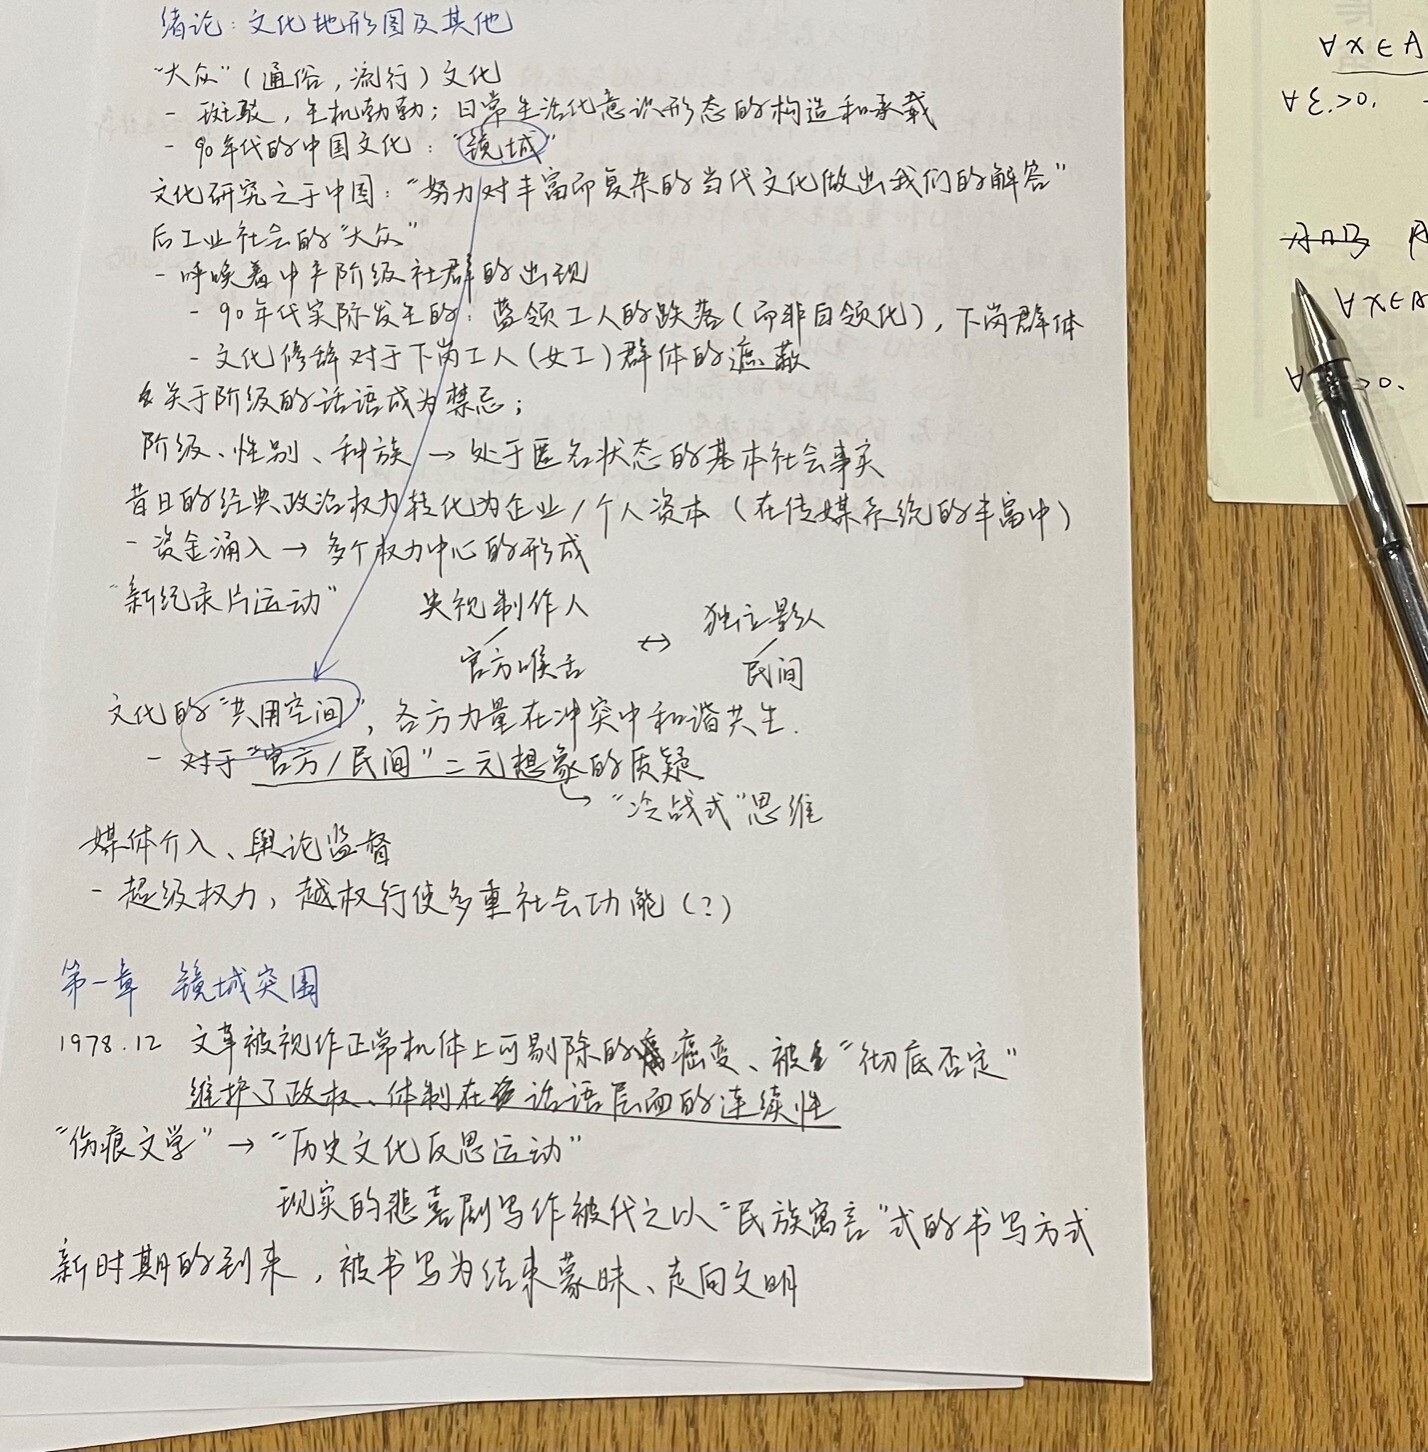 绪论：文化地形图及其他
“大众”（通俗，流行）文化
- 斑驳，生机勃勃；日常生活化意识形态的构造和承载
- 90年代的中国文化：“镜城”
文化研究之于中国：“努力对丰富而复杂的当代文化做出我们的解答”
后工业社会的“大众”
- 呼唤着中产阶级社群的出现
- 90年代实际发生的：蓝领工人的跌落（而非白领化），下岗群体
- 文化修辞对于下岗工人（女工）群体的遮蔽
关于阶级的话语成为禁忌；
阶级、性别、种族 → 处于匿名状态的基本社会事实
昔日的经典政治权力转化为企业/个人资本（在传媒系统的丰富中）
- 资金涌入 → 多个权力中心的形成
“新纪录片运动” 央视制作人 ↔ 独立影人
官方喉舌 民间
文化的“共用空间”，各方力量在冲突中和谐共生.
- 对于“官方/民间”二元想象的质疑
↳ “冷战式”思维
媒体介入、舆论监督
- 超级权力，越权行使多重社会功能（?）
第一章 镜城突围
1978.12 文革被视作正常机体上可剔除的癌变、被“彻底否定”
维护了政权、体制在话语层面的连续性
“伤痕文学” → “历史文化反思运动”
现实的悲喜剧写作被代之以“民族寓言”式的书写方式
新时期的到来，被书写为结束蒙昧、走向文明
∀x∈A
∀ε>0.
A∩B A
∀x∈A
∀ >0.